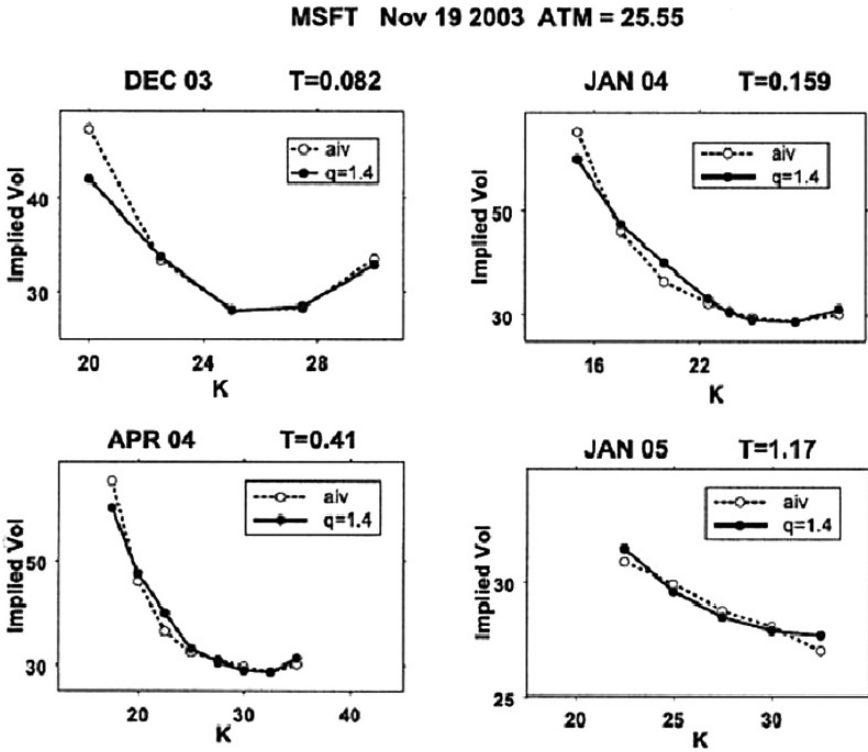 MSFT Nov 19 2003 ATM = 25.55
DEC 03 T=0.082
Implied Vol
40
30
aiv
q=1.4
20 24 28
K
JAN 04 T=0.159
Implied Vol
50
30
aiv
q=1.4
16 22
K
APR 04 T=0.41
Implied Vol
50
30
aiv
q=1.4
20 30 40
K
JAN 05 T=1.17
Implied Vol
30
25
aiv
q=1.4
20 25 30
K